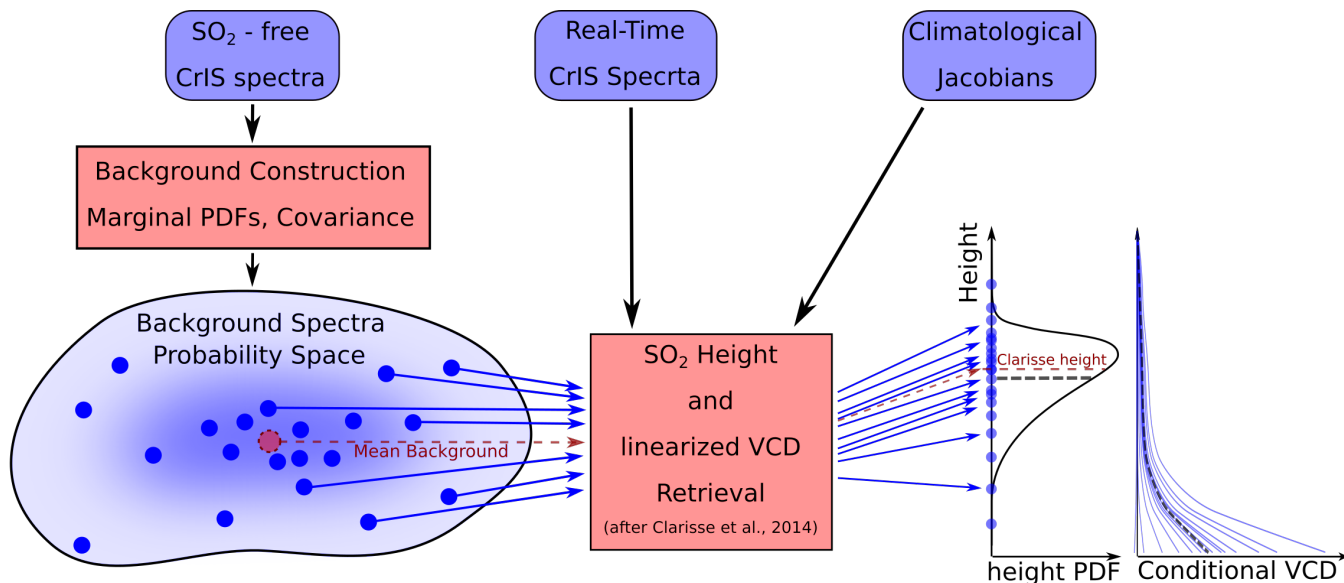 SO₂ - free
CrIS spectra
Real-Time
CrIS Specrta
Climatological
Jacobians
Background Construction
Marginal PDFs, Covariance
Background Spectra
Probability Space
Mean Background
SO₂ Height
and
linearized VCD
Retrieval
(after Clarisse et al., 2014)
Height
Clarisse height
height PDF
Conditional VCD